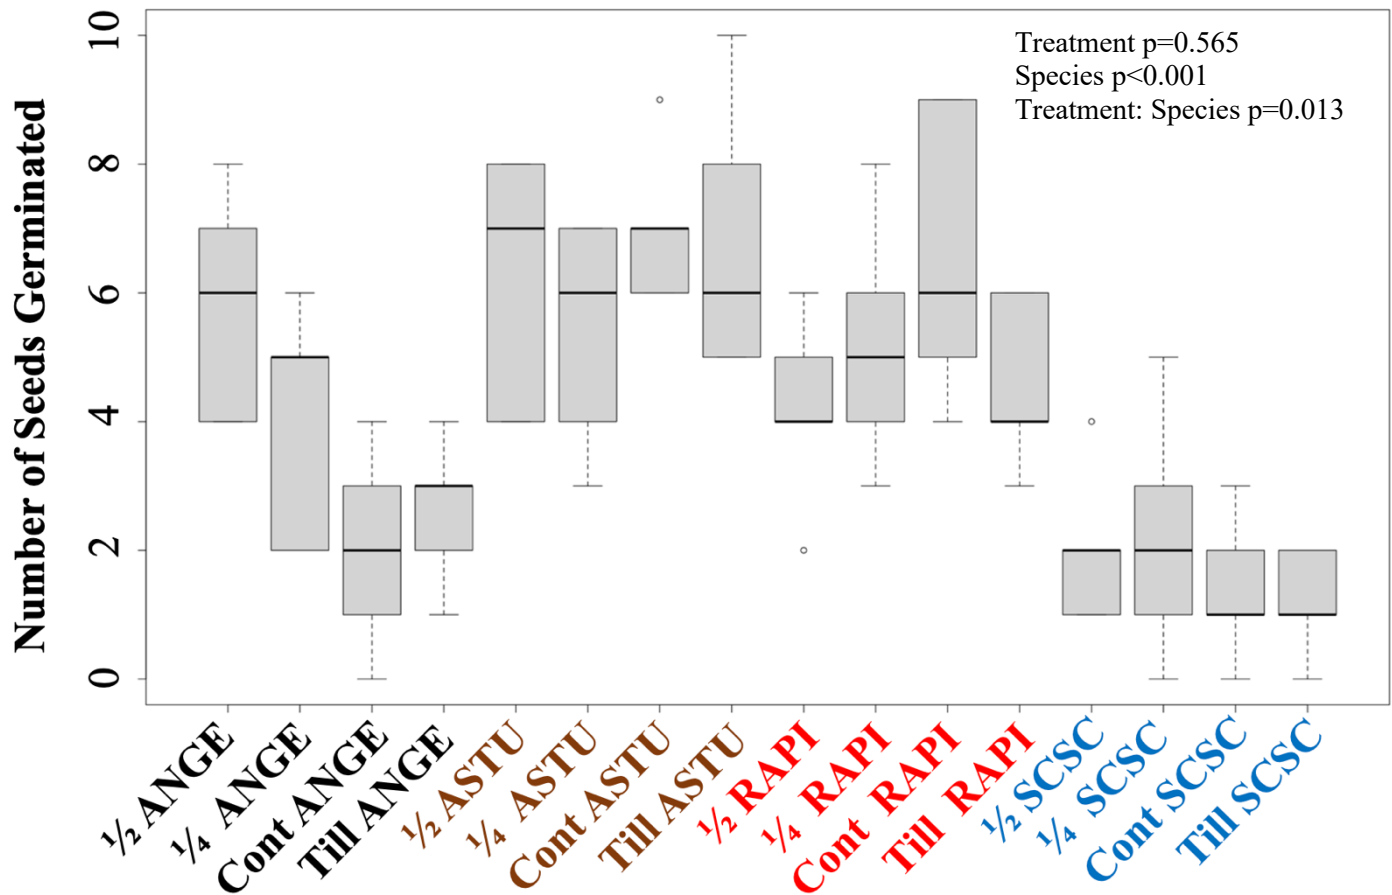 Number of Seeds Germinated
10
8
6
4
2
0
Treatment p=0.565
Species p<0.001
Treatment: Species p=0.013
½ ANGE
¼ ANGE
Cont ANGE
Till ANGE
½ ASTU
¼ ASTU
Cont ASTU
Till ASTU
½ RAPI
¼ RAPI
Cont RAPI
Till RAPI
½ SCSC
¼ SCSC
Cont SCSC
Till SCSC